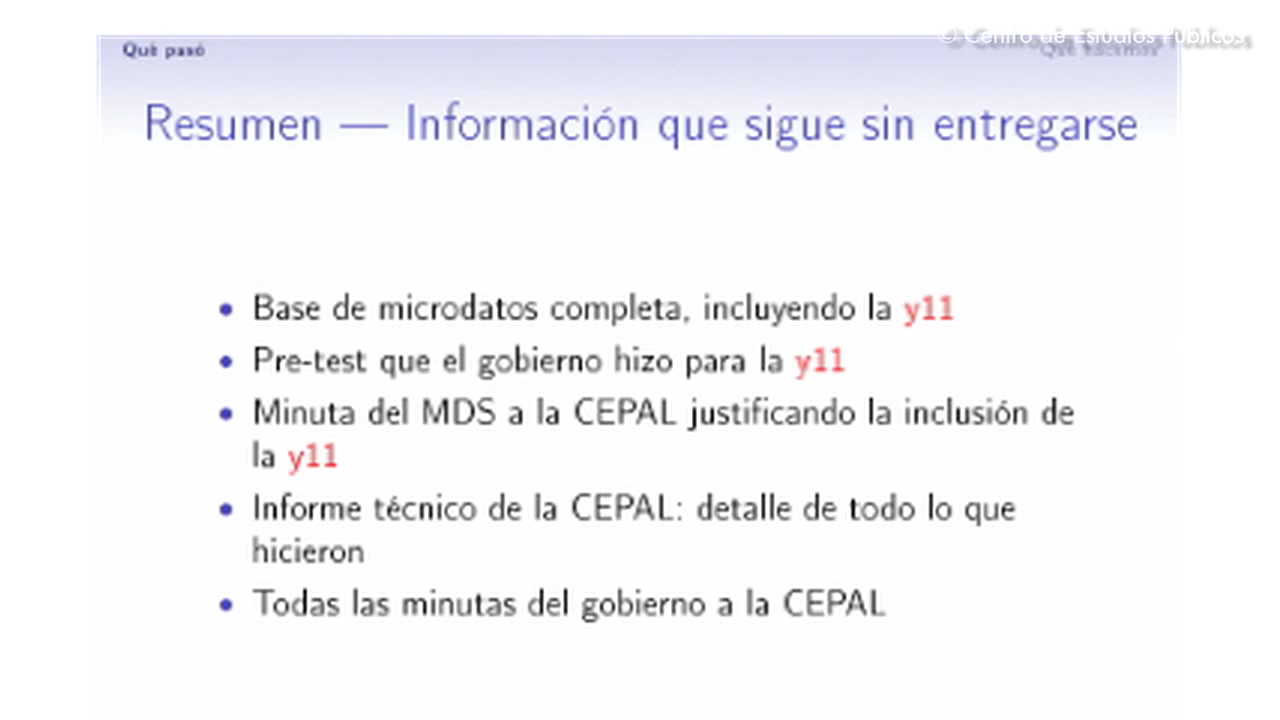 Qué pasó
© Centro de Estudios Públicos
Qué hacemos
Resumen — Información que sigue sin entregarse
• Base de microdatos completa, incluyendo la y11
• Pre-test que el gobierno hizo para la y11
• Minuta del MDS a la CEPAL justificando la inclusión de
la y11
• Informe técnico de la CEPAL: detalle de todo lo que
hicieron
• Todas las minutas del gobierno a la CEPAL